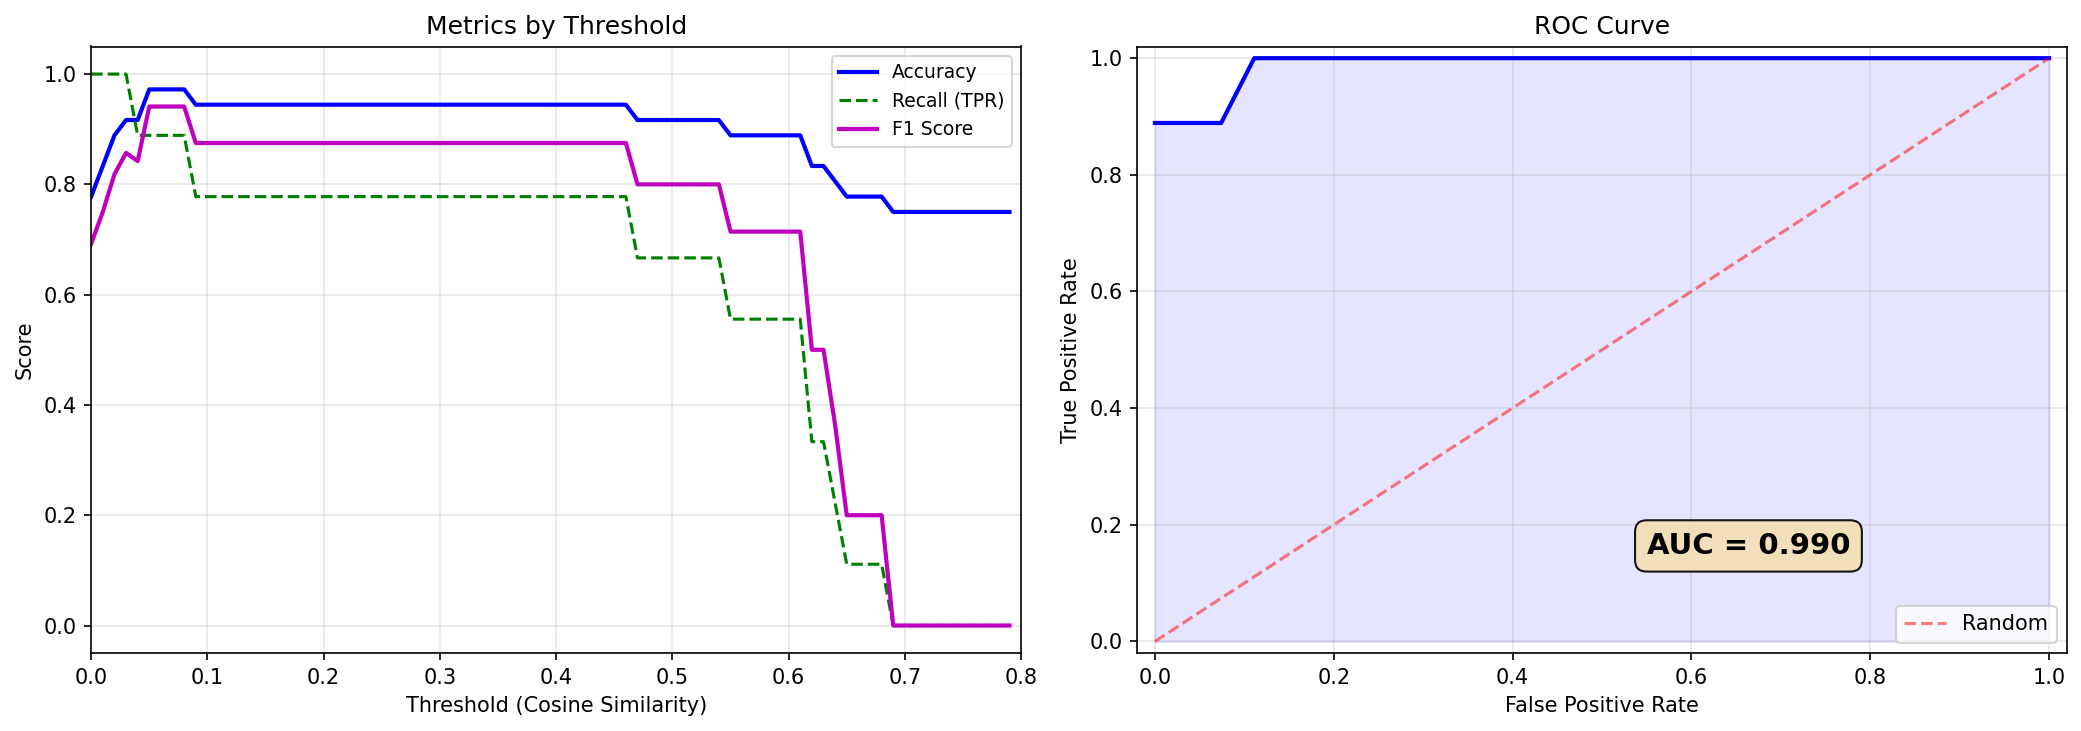 Metrics by Threshold
Accuracy
Recall (TPR)
F1 Score
Score
1.0
0.8
0.6
0.4
0.2
0.0
0.0 0.1 0.2 0.3 0.4 0.5 0.6 0.7 0.8
Threshold (Cosine Similarity)
ROC Curve
True Positive Rate
1.0
0.8
0.6
0.4
0.2
0.0
AUC = 0.990
Random
0.0 0.2 0.4 0.6 0.8 1.0
False Positive Rate